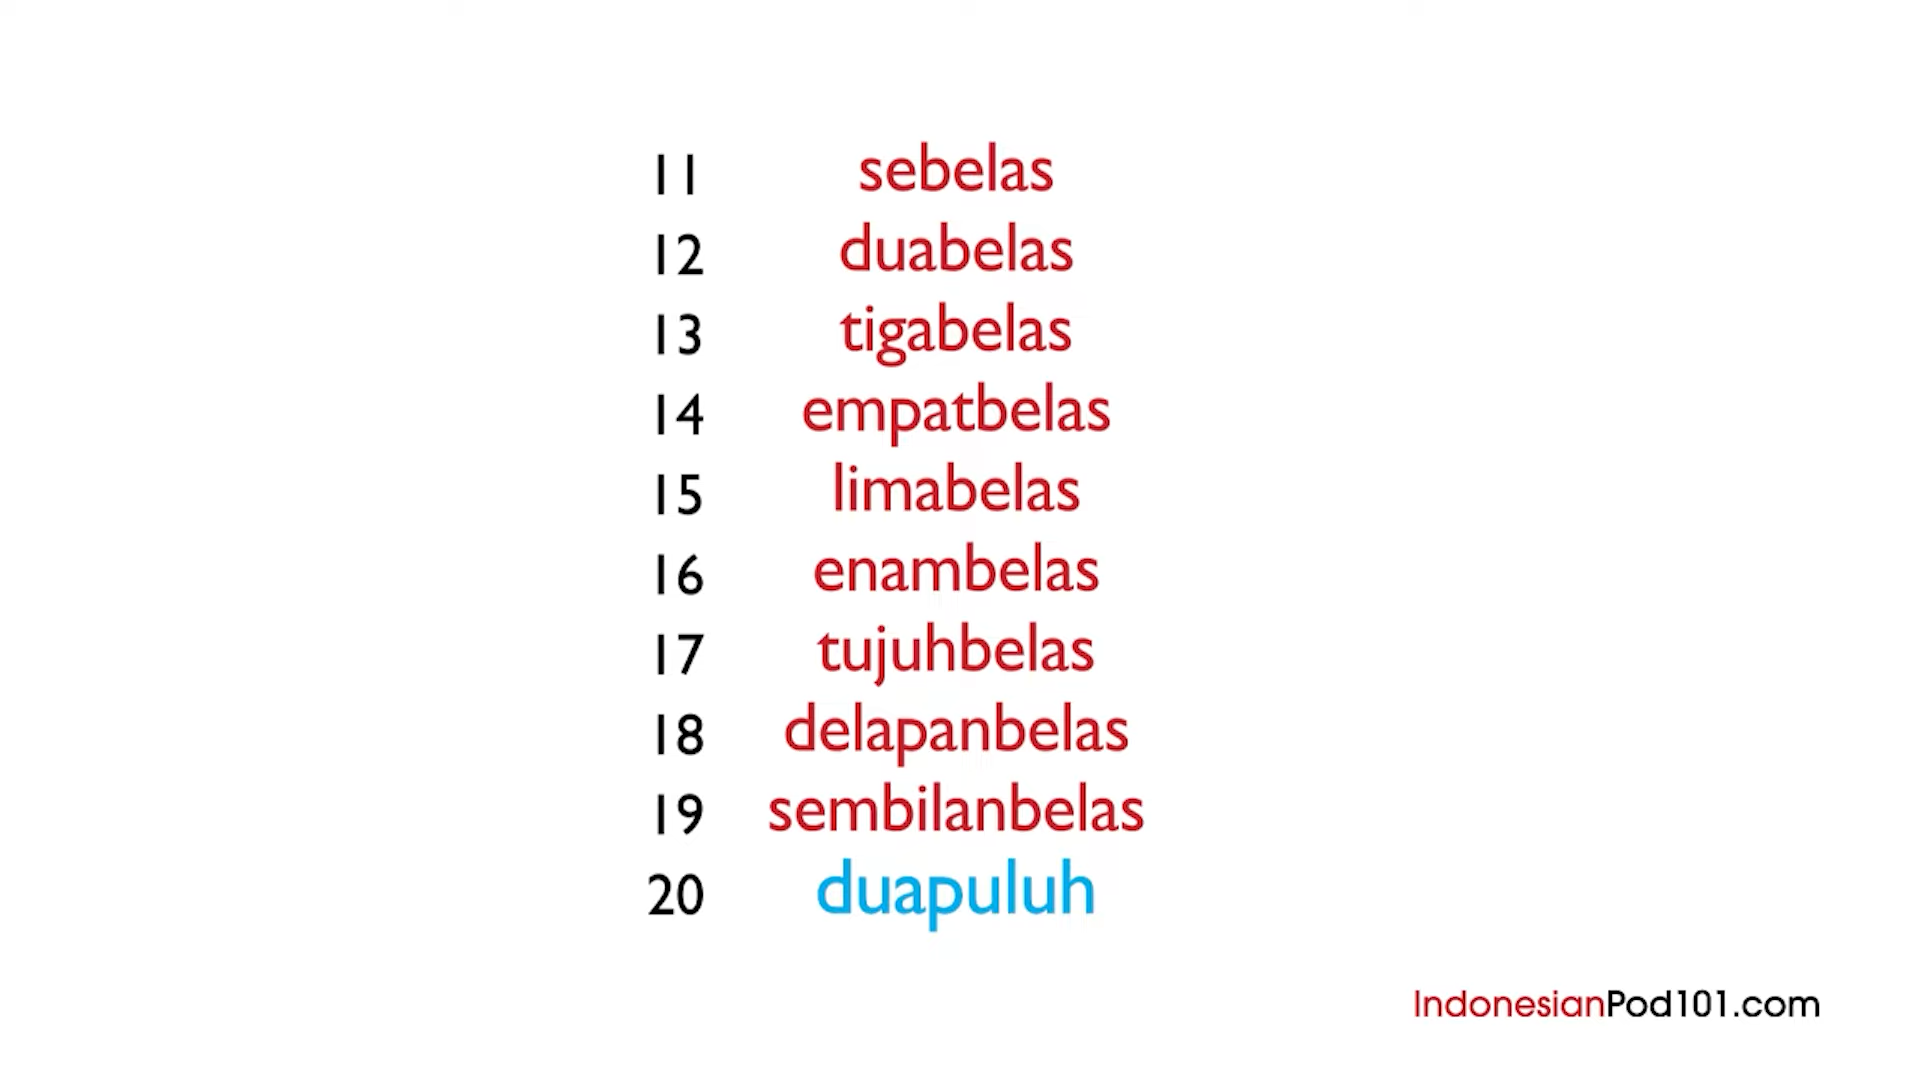 11 sebelas
12 duabelas
13 tigabelas
14 empatbelas
15 limabelas
16 enambelas
17 tujuhbelas
18 delapanbelas
19 sembilanbelas
20 duapuluh
IndonesianPod101.com